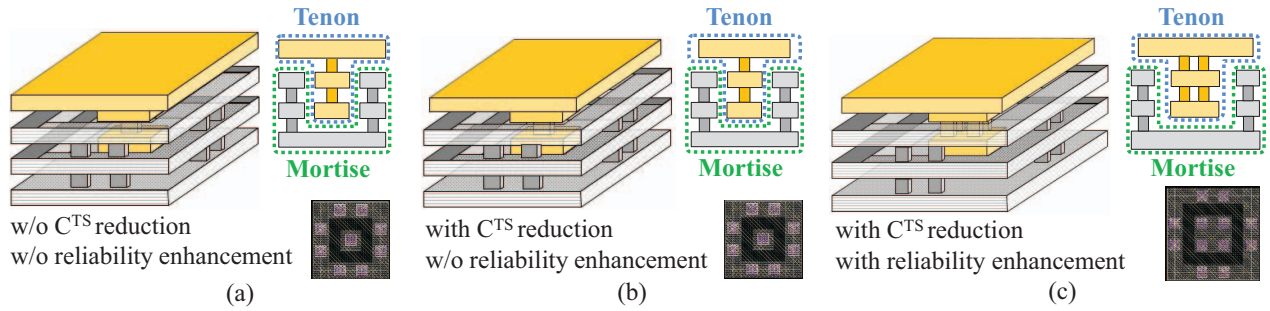 Tenon
Mortise
w/o C^TS reduction
w/o reliability enhancement
(a)
Tenon
Mortise
with C^TS reduction
w/o reliability enhancement
(b)
Tenon
Mortise
with C^TS reduction
with reliability enhancement
(c)